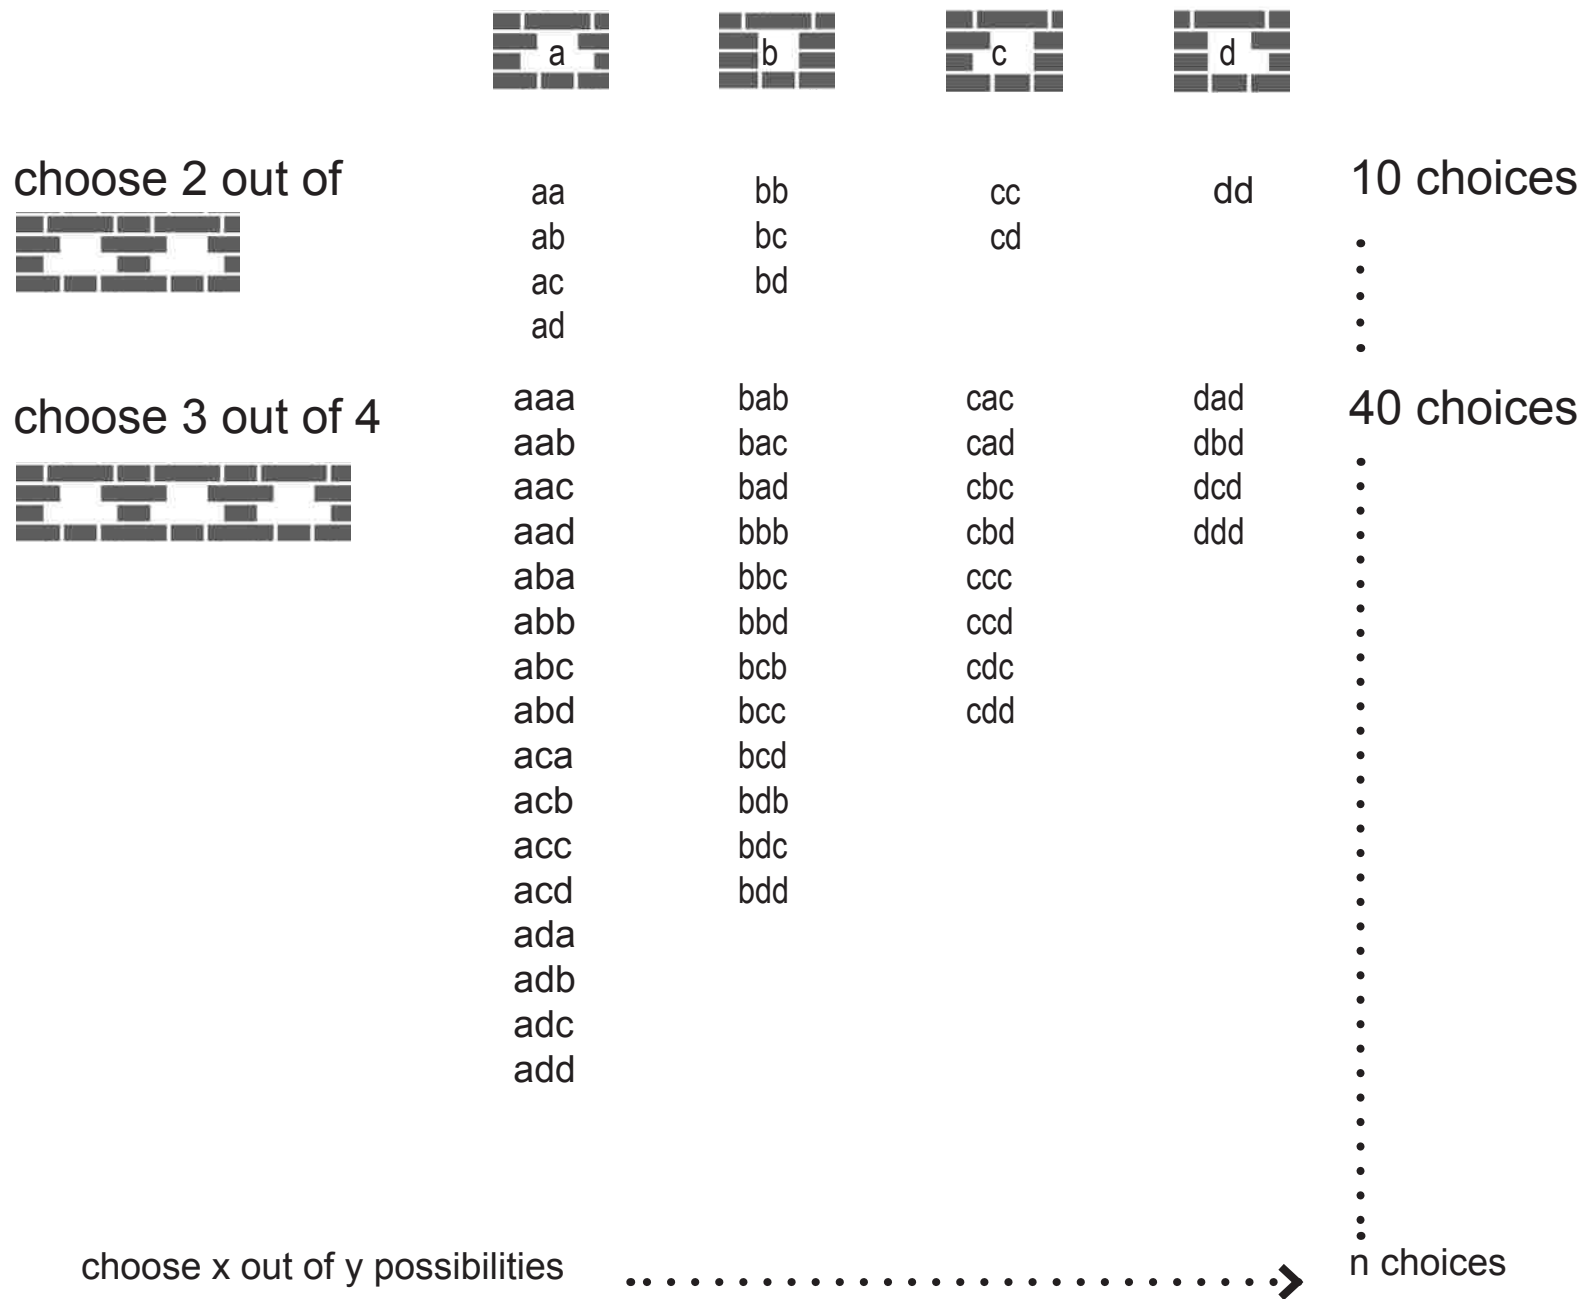 a b c d
choose 2 out of
aa bb cc dd
10 choices
ab bc cd
ac bd
ad
choose 3 out of 4
aaa bab cac dad
40 choices
aab bac cad dbd
aac bad cbc dcd
aad bbb cbd ddd
aba bbc ccc
abb bbd ccd
abc bcb cdc
abd bcc cdd
aca bcd
acb bdb
acc bdc
acd bdd
ada
adb
adc
add
choose x out of y possibilities
n choices